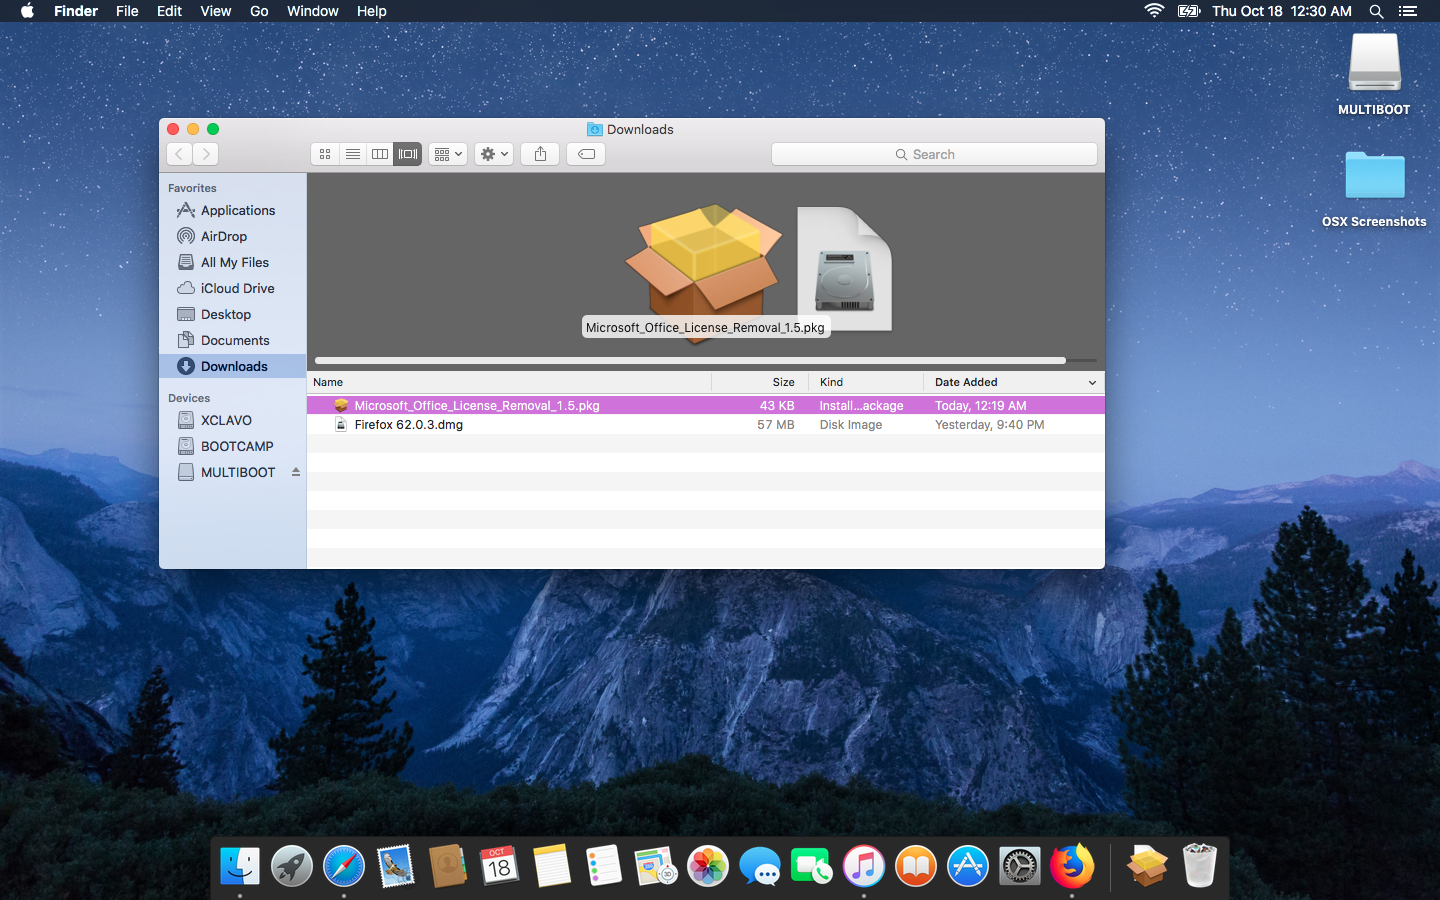 Finder File Edit View Go Window Help Thu Oct 18 12:30 AM
MULTIBOOT
OSX Screenshots
Downloads
Search
Favorites
Applications
AirDrop
All My Files
iCloud Drive
Desktop
Documents
Downloads
Devices
XCLAVO
BOOTCAMP
MULTIBOOT
Microsoft_Office_License_Removal_1.5.pkg
Name Size Kind Date Added
Microsoft_Office_License_Removal_1.5.pkg 43 KB Install...ackage Today, 12:19 AM
Firefox 62.0.3.dmg 57 MB Disk Image Yesterday, 9:40 PM
OCT
18
3D